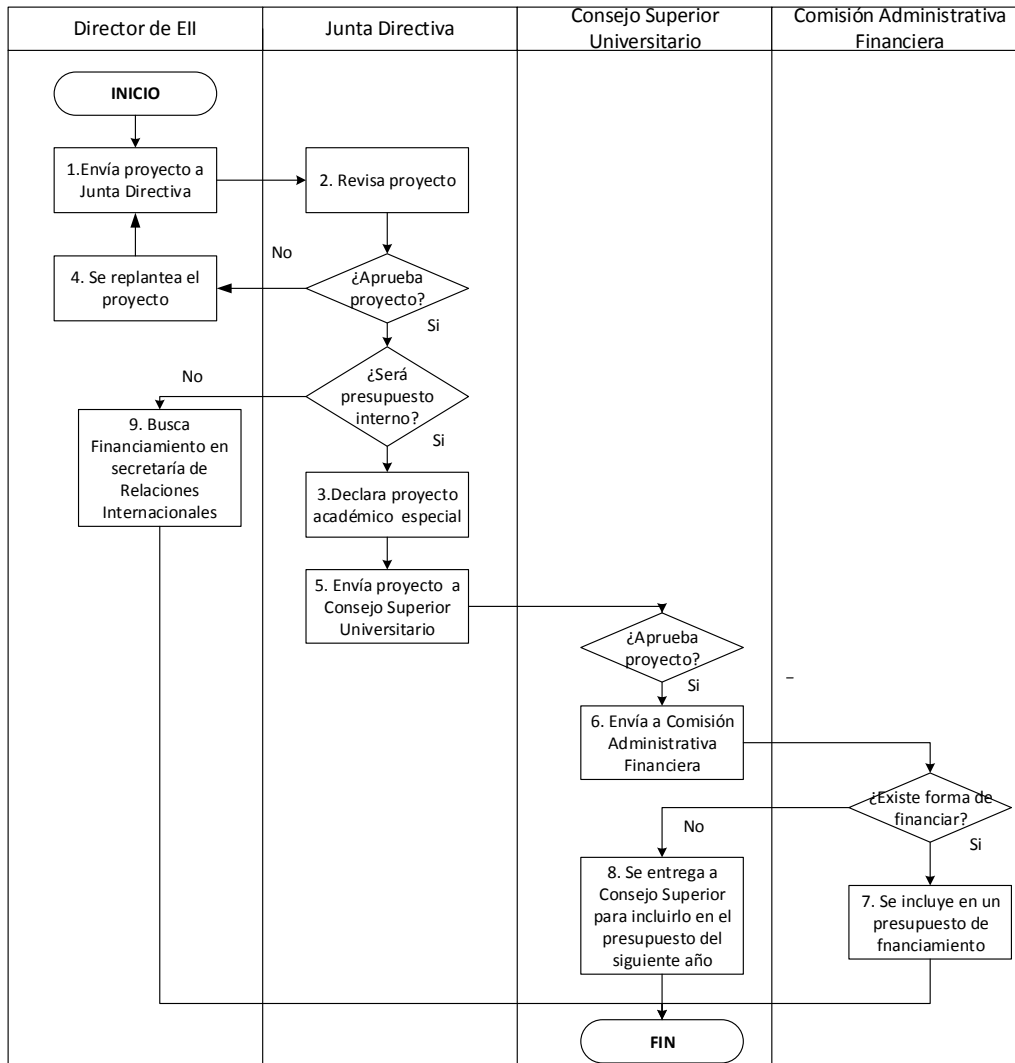 Director de EII
Junta Directiva
Consejo Superior
Universitario
Comisión Administrativa
Financiera
INICIO
1.Envía proyecto a
Junta Directiva
2. Revisa proyecto
No
4. Se replantea el
proyecto
¿Aprueba
proyecto?
Si
No
¿Será
presupuesto
interno?
Si
9. Busca
Financiamiento en
secretaría de
Relaciones
Internacionales
3.Declara proyecto
académico especial
5. Envía proyecto a
Consejo Superior
Universitario
¿Aprueba
proyecto?
Si
–
6. Envía a Comisión
Administrativa
Financiera
¿Existe forma de
financiar?
No
Si
8. Se entrega a
Consejo Superior
para incluirlo en el
presupuesto del
siguiente año
7. Se incluye en un
presupuesto de
fnanciamiento
FIN